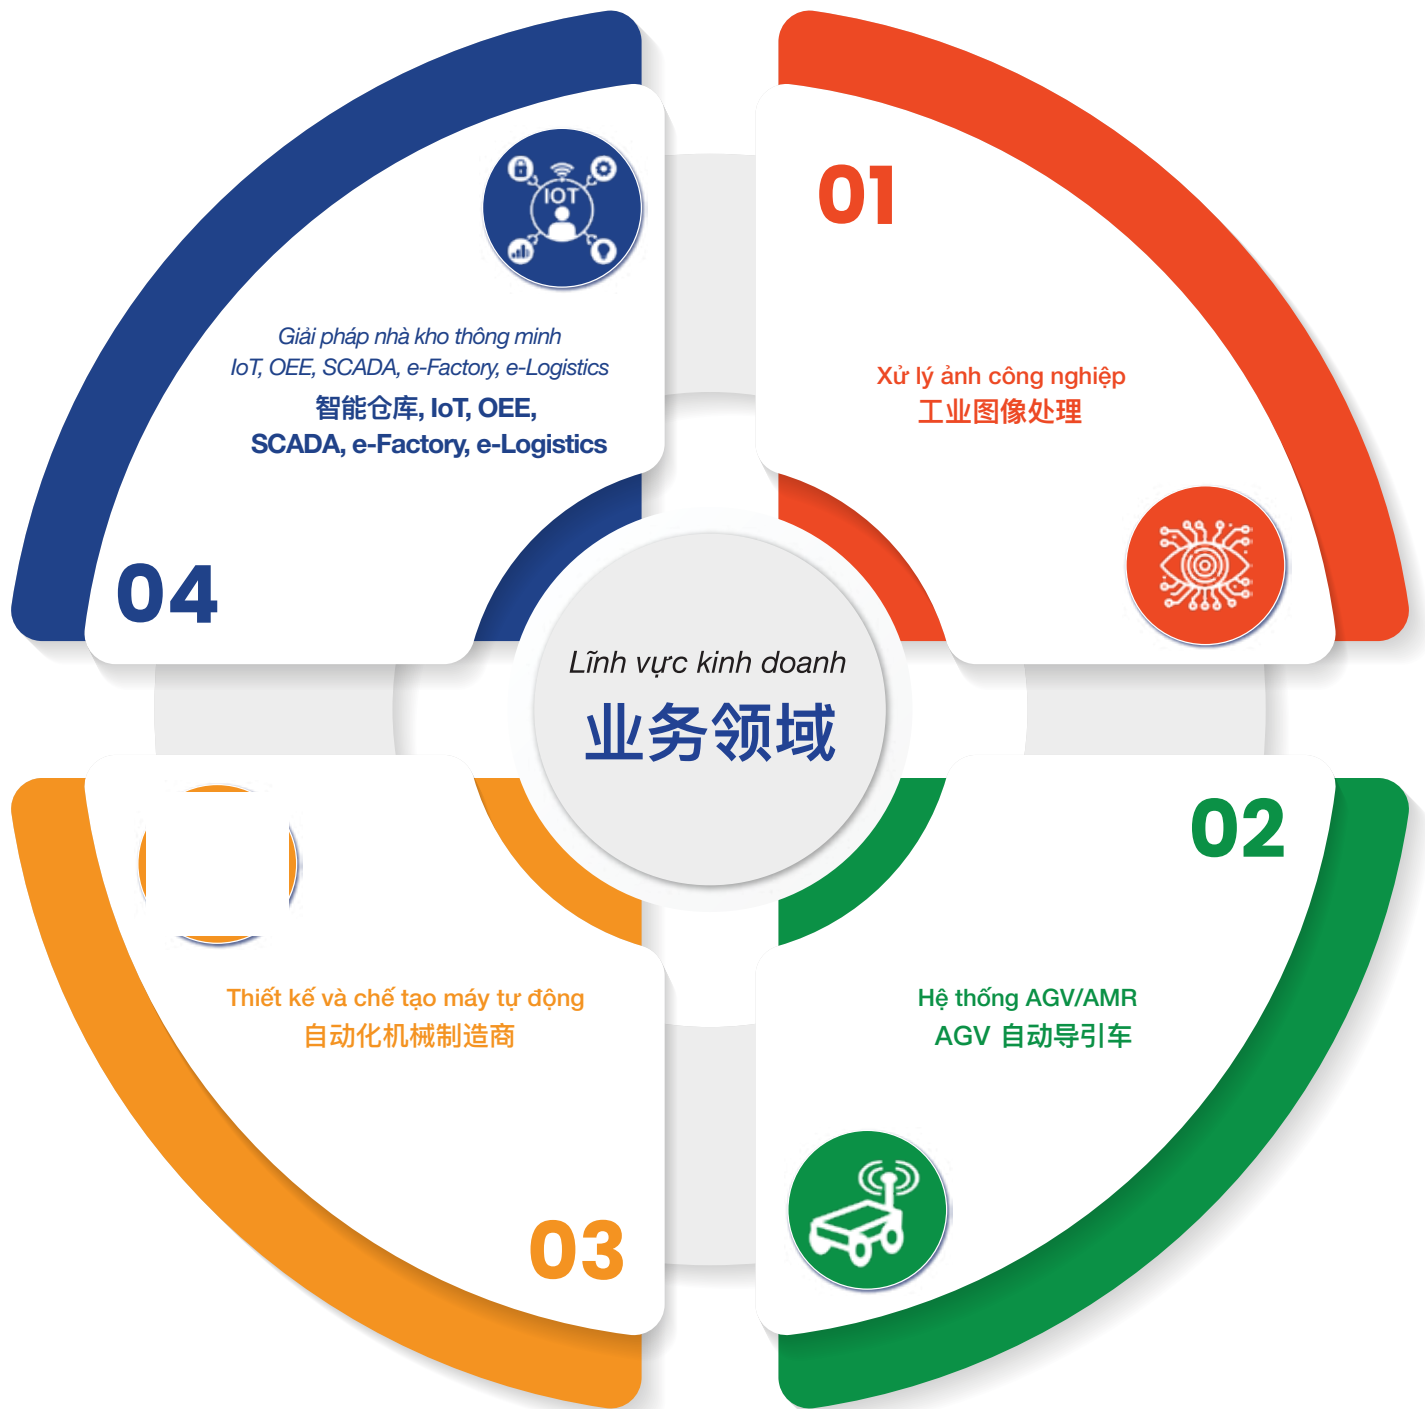 Lĩnh vực kinh doanh
业务领域
01
Xử lý ảnh công nghiệp
工业图像处理
02
Hệ thống AGV/AMR
AGV 自动导引车
Thiết kế và chế tạo máy tự động
自动化机械制造商
03
IOT
Giải pháp nhà kho thông minh
IoT, OEE, SCADA, e-Factory, e-Logistics
智能仓库, IoT, OEE,
SCADA, e-Factory, e-Logistics
04